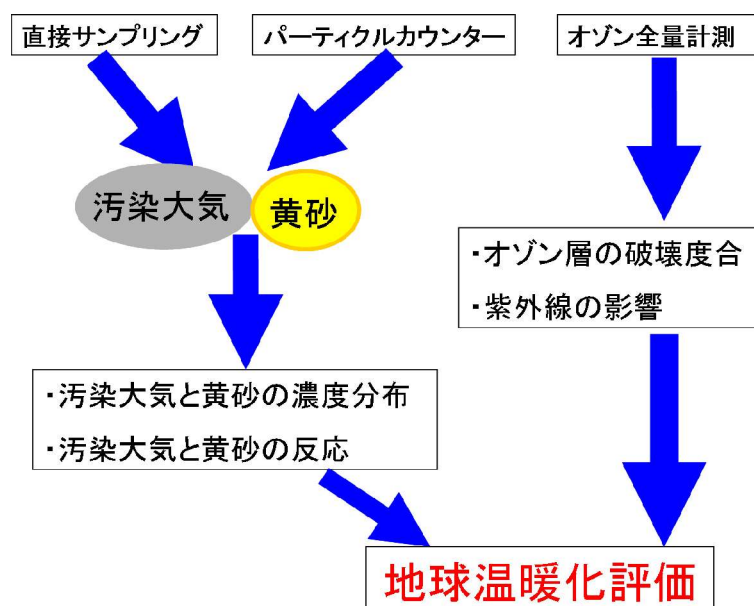 直接サンプリング
パーティクルカウンター
オゾン全量計測
汚染大気
黄砂
・オゾン層の破壊度合
・紫外線の影響
・汚染大気と黄砂の濃度分布
・汚染大気と黄砂の反応
地球温暖化評価